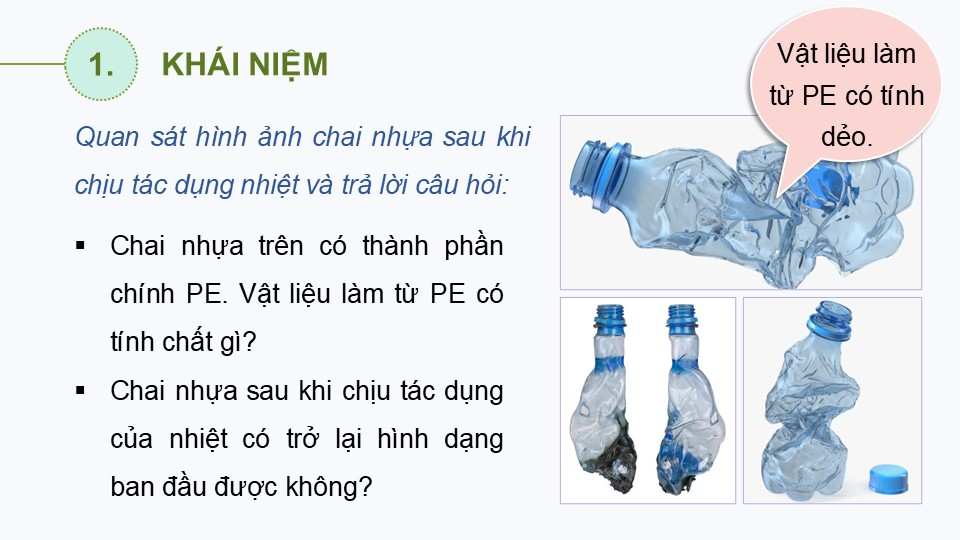 1.
KHÁI NIỆM
Vật liệu làm
từ PE có tính
dẻo.
Quan sát hình ảnh chai nhựa sau khi
chịu tác dụng nhiệt và trả lời câu hỏi:
▪ Chai nhựa trên có thành phần
chính PE. Vật liệu làm từ PE có
tính chất gì?
▪ Chai nhựa sau khi chịu tác dụng
của nhiệt có trở lại hình dạng
ban đầu được không?